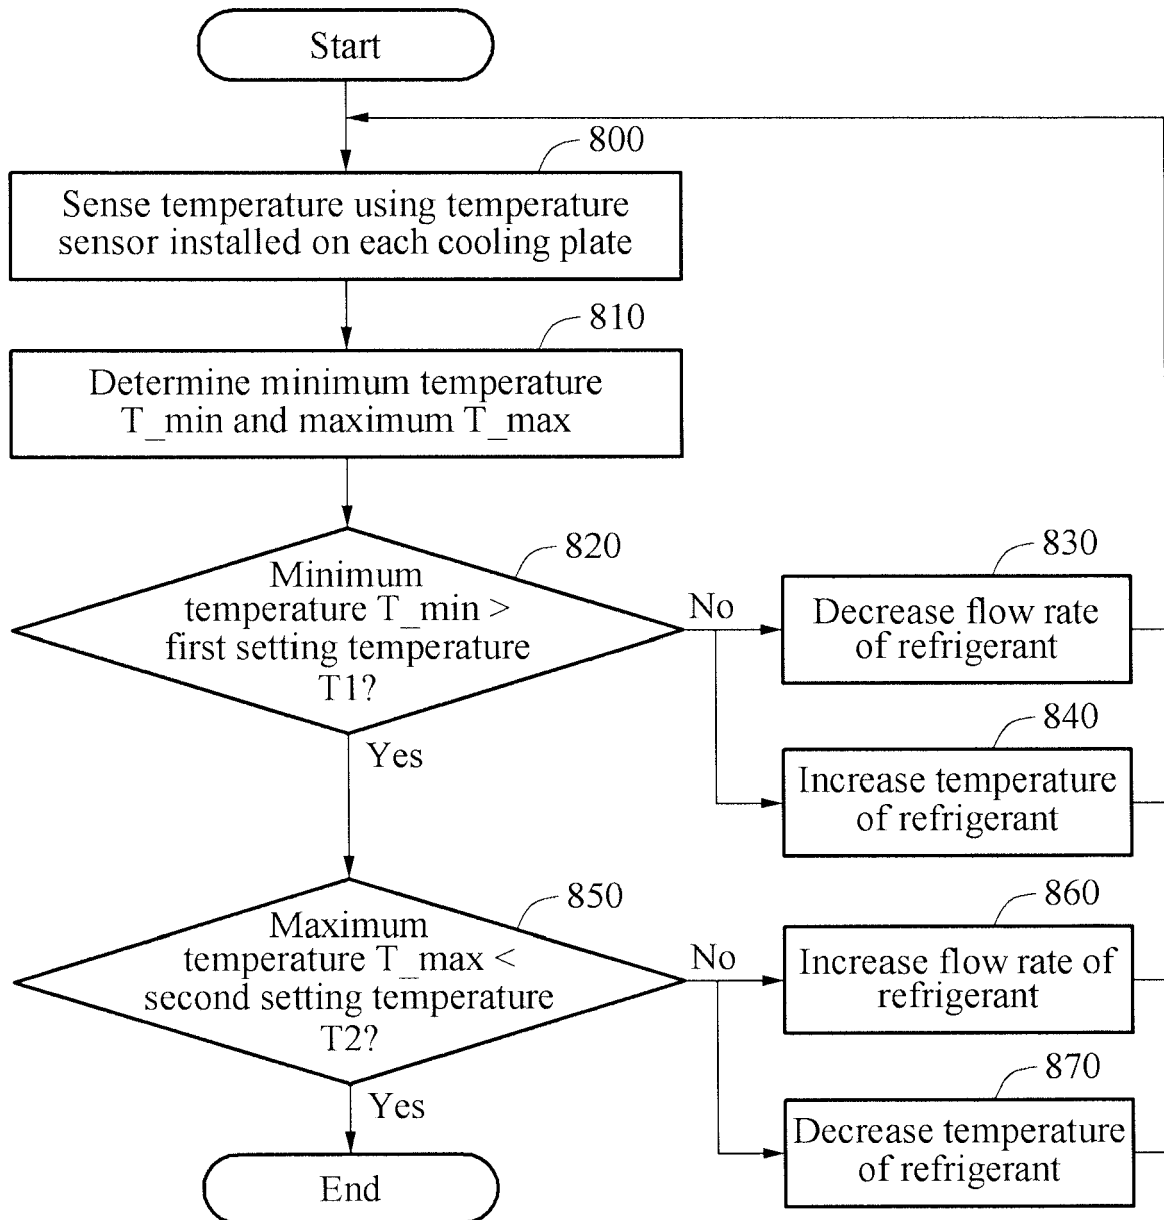 Start
800
Sense temperature using temperature
sensor installed on each cooling plate
810
Determine minimum temperature
T_min and maximum T_max
820
Minimum
temperature T_min >
first setting temperature
T1?
No
830
Decrease flow rate
of refrigerant
840
Increase temperature
of refrigerant
Yes
850
Maximum
temperature T_max <
second setting temperature
T2?
No
860
Increase flow rate of
refrigerant
870
Decrease temperature
of refrigerant
Yes
End